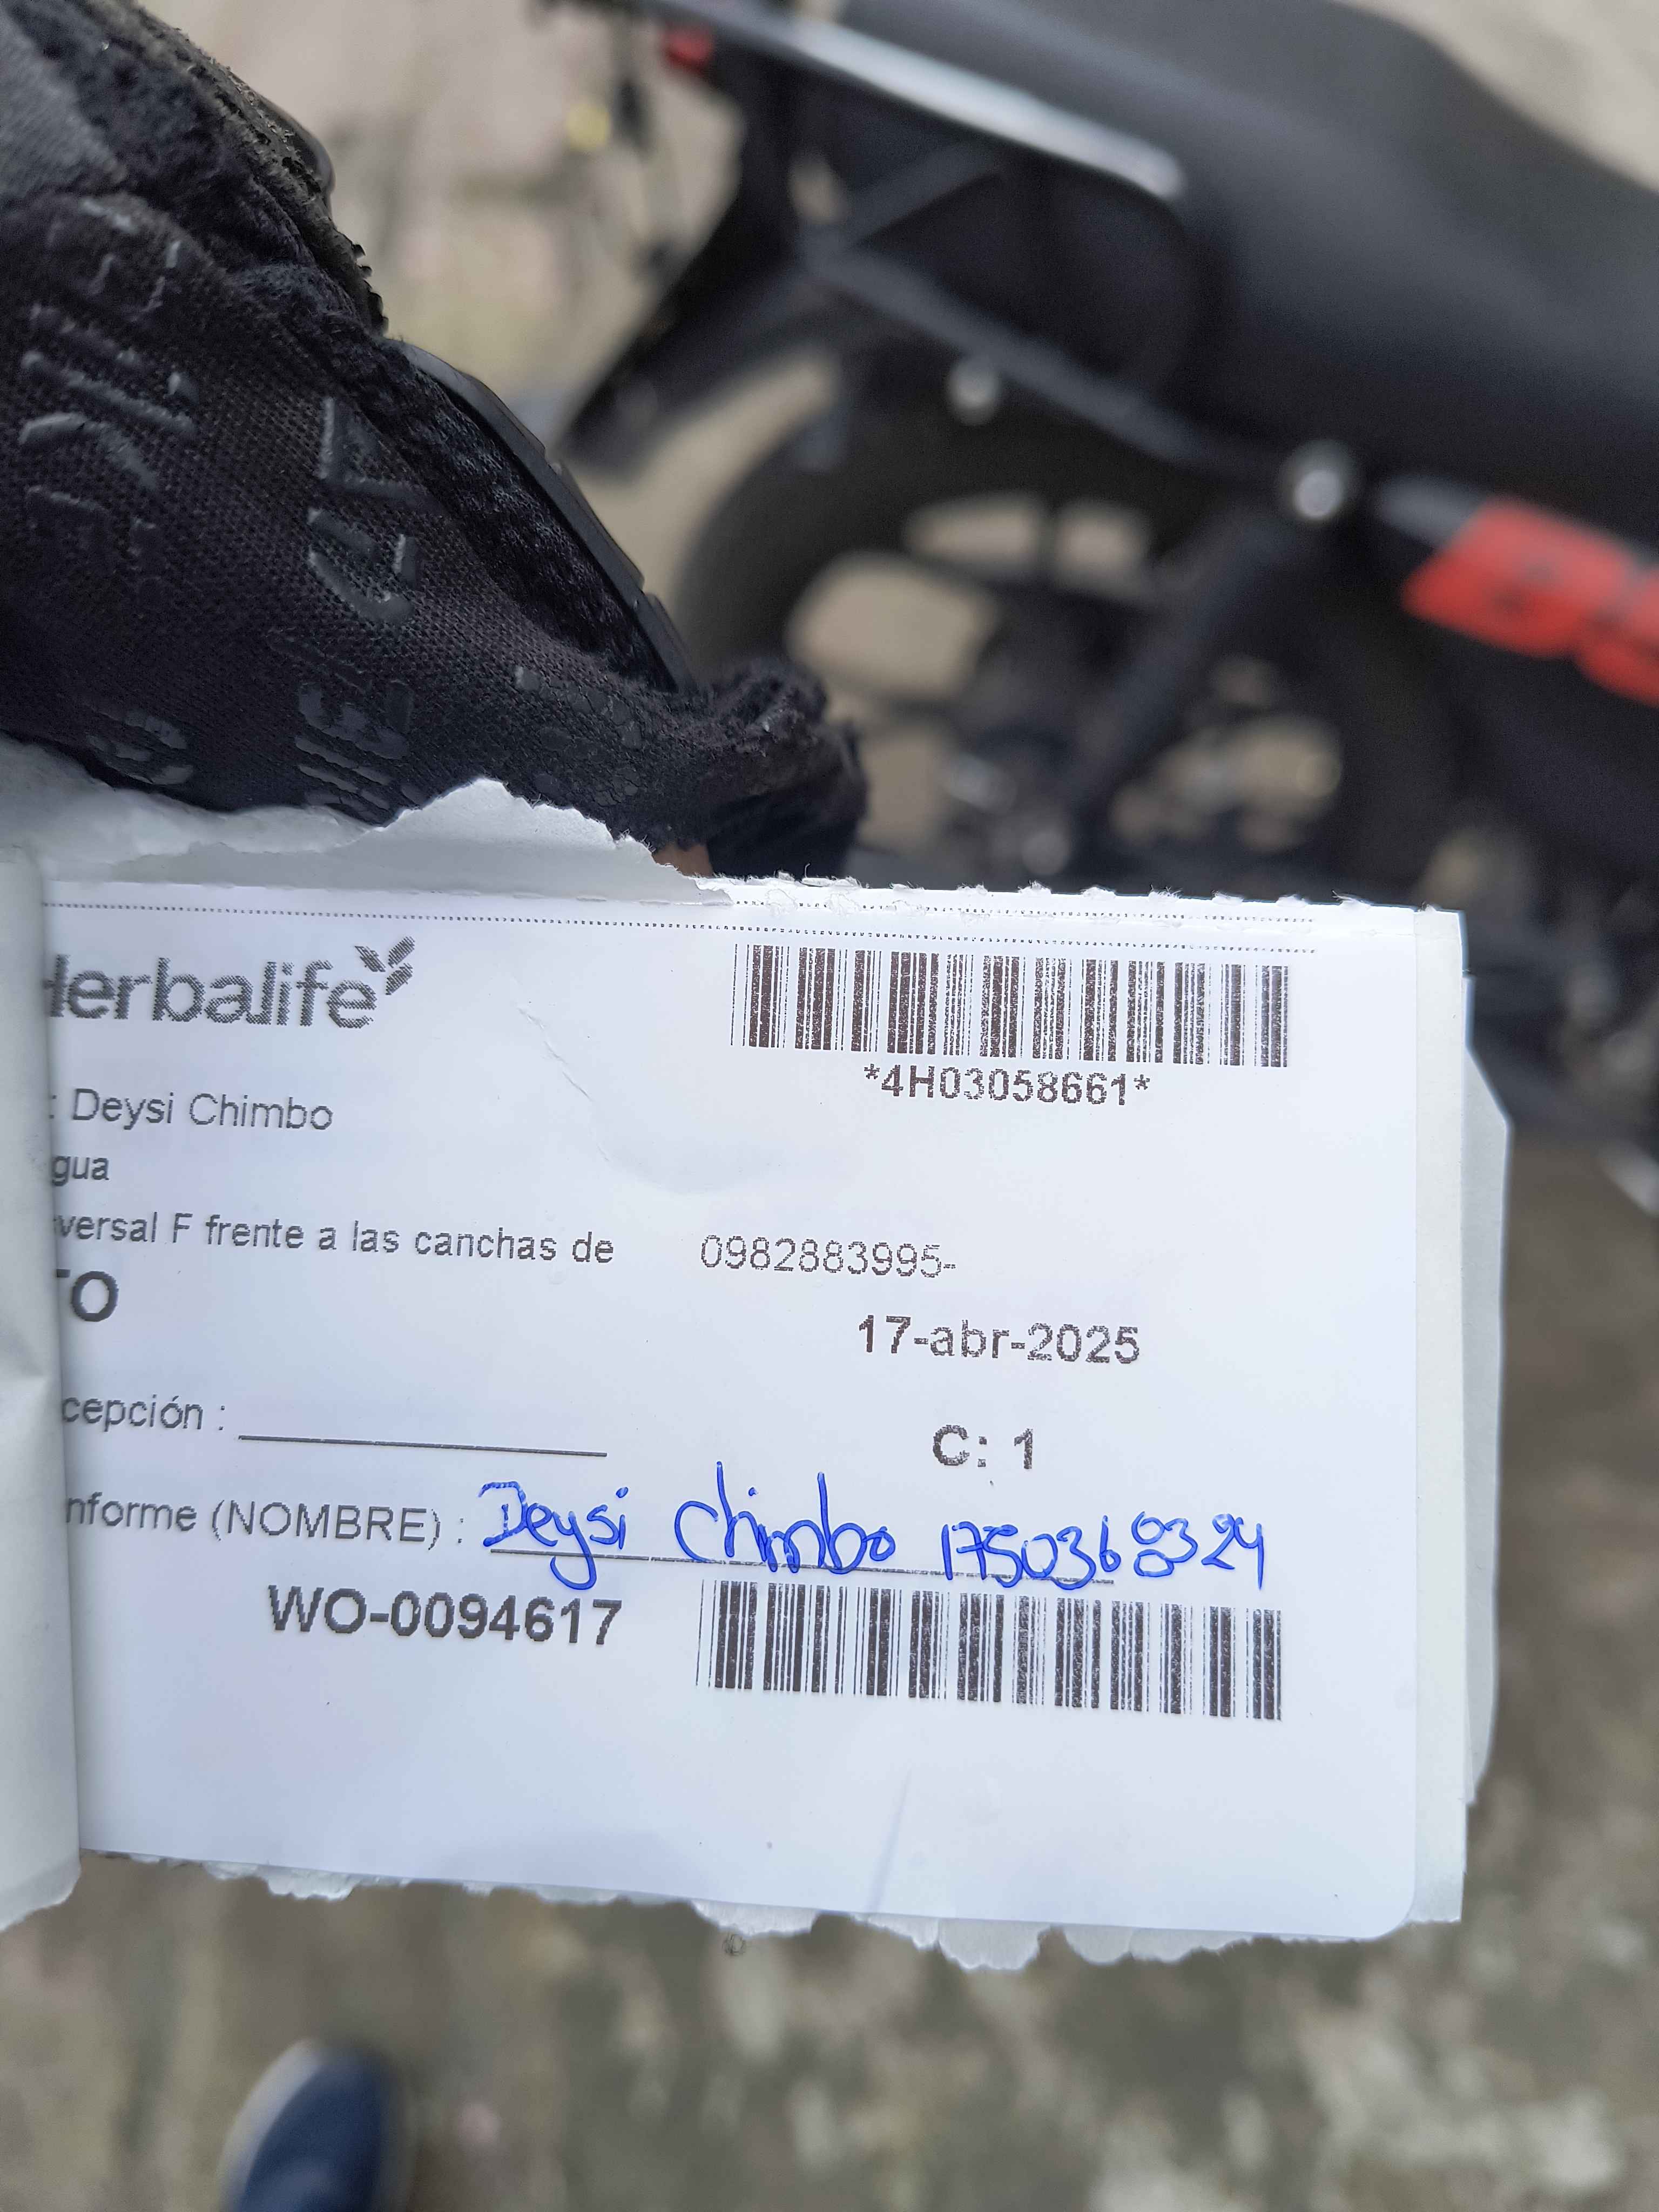 Herbalife
*4H03058661*
: Deysi Chimbo
gua
versal F frente a las canchas de 0982883995-
TO
17-abr-2025
cepción :
C: 1
nforme (NOMBRE) : Deysi Chimbo 1750368324
WO-0094617